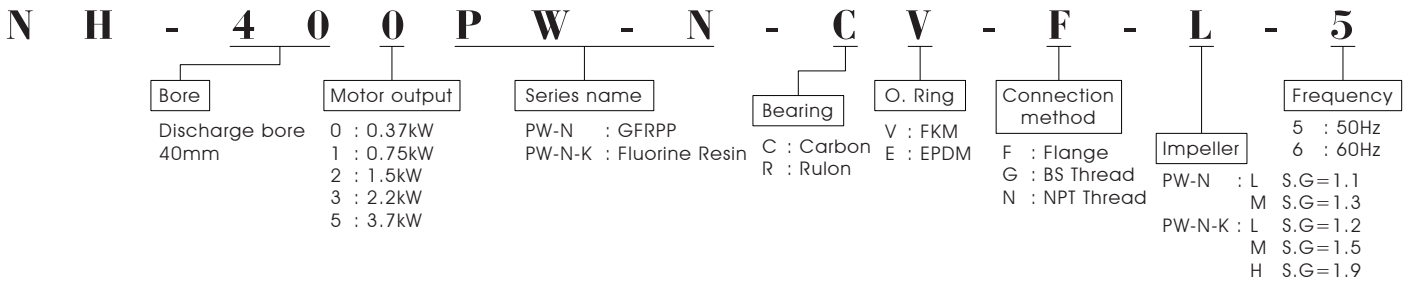 NH-400PW-N-CV-F-L-5
Bore
Discharge bore
40mm
Motor output
0 : 0.37kW
1 : 0.75kW
2 : 1.5kW
3 : 2.2kW
5 : 3.7kW
Series name
PW-N : GFRPP
PW-N-K : Fluorine Resin
Bearing
C : Carbon
R : Rulon
O. Ring
V : FKM
E : EPDM
Connection
method
F : Flange
G : BS Thread
N : NPT Thread
Impeller
PW-N : L S.G=1.1
M S.G=1.3
PW-N-K : L S.G=1.2
M S.G=1.5
H S.G=1.9
Frequency
5 : 50Hz
6 : 60Hz